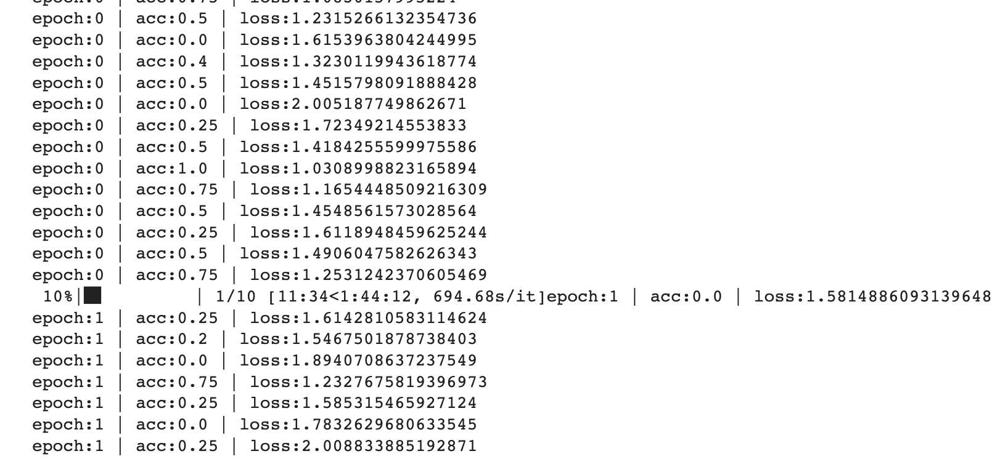 epoch:0 | acc:0.75 | loss:1.0830157995224
epoch:0 | acc:0.5 | loss:1.2315266132354736
epoch:0 | acc:0.0 | loss:1.6153963804244995
epoch:0 | acc:0.4 | loss:1.3230119943618774
epoch:0 | acc:0.5 | loss:1.4515798091888428
epoch:0 | acc:0.0 | loss:2.005187749862671
epoch:0 | acc:0.25 | loss:1.72349214553833
epoch:0 | acc:0.5 | loss:1.4184255599975586
epoch:0 | acc:1.0 | loss:1.0308998823165894
epoch:0 | acc:0.75 | loss:1.1654448509216309
epoch:0 | acc:0.5 | loss:1.4548561573028564
epoch:0 | acc:0.25 | loss:1.6118948459625244
epoch:0 | acc:0.5 | loss:1.4906047582626343
epoch:0 | acc:0.75 | loss:1.2531242370605469
10%|██ | 1/10 [11:34<1:44:12, 694.68s/it]epoch:1 | acc:0.0 | loss:1.5814886093139648
epoch:1 | acc:0.25 | loss:1.6142810583114624
epoch:1 | acc:0.2 | loss:1.5467501878738403
epoch:1 | acc:0.0 | loss:1.8940708637237549
epoch:1 | acc:0.75 | loss:1.2327675819396973
epoch:1 | acc:0.25 | loss:1.585315465927124
epoch:1 | acc:0.0 | loss:1.7832629680633545
epoch:1 | acc:0.25 | loss:2.008833885192871